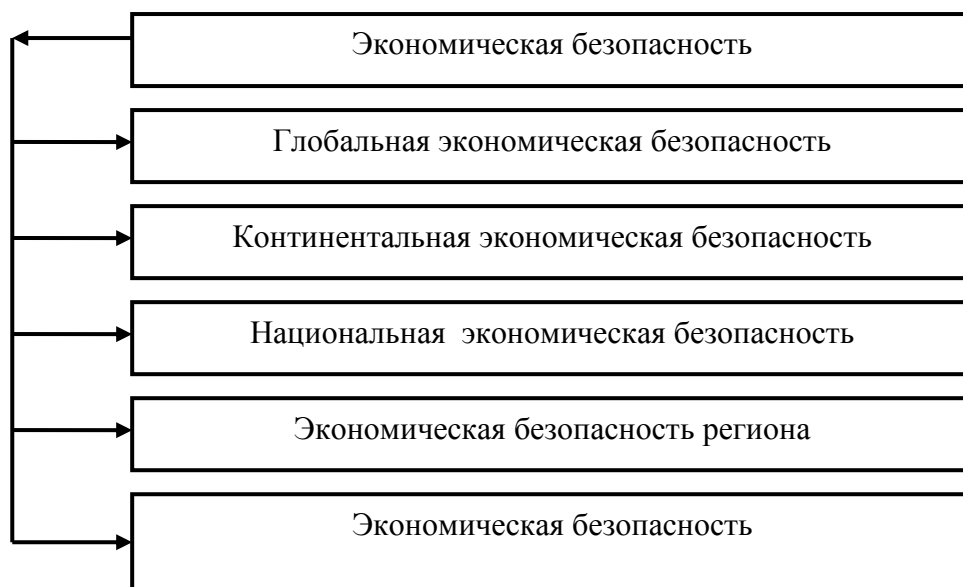 Экономическая безопасность
Глобальная экономическая безопасность
Континентальная экономическая безопасность
Национальная  экономическая безопасность
Экономическая безопасность региона
Экономическая безопасность